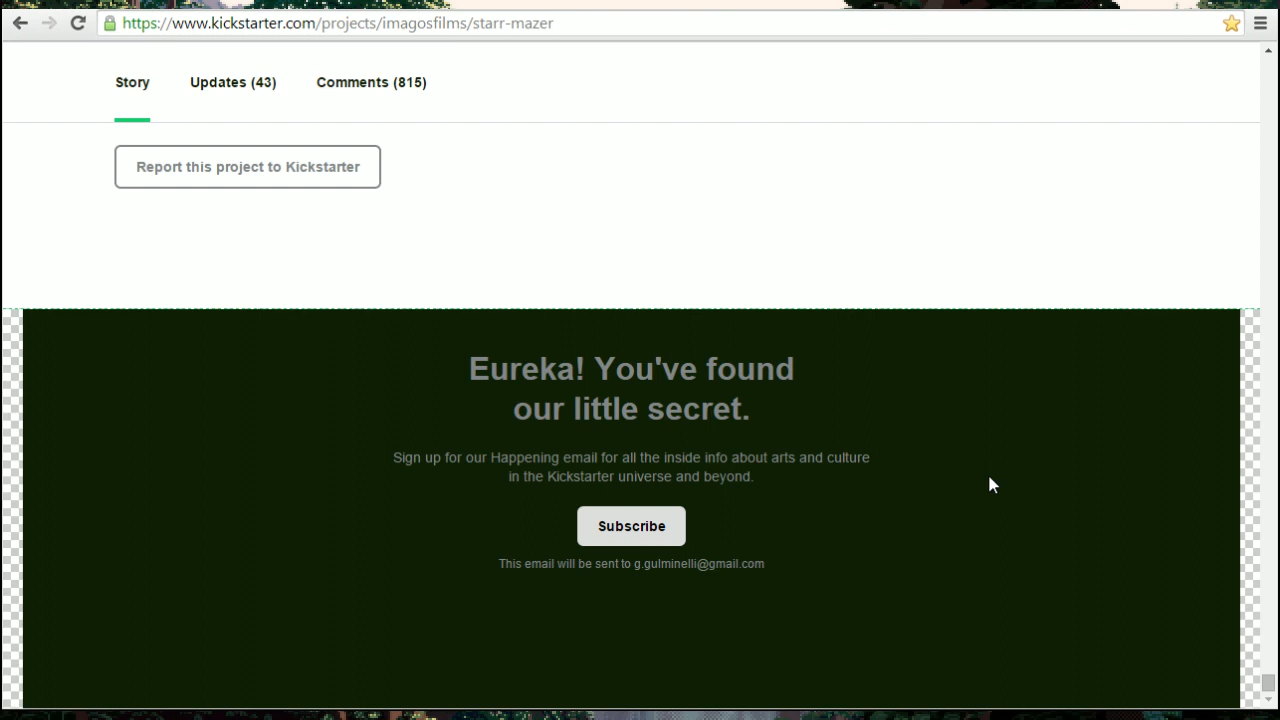 https://www.kickstarter.com/projects/imagosfilms/starr-mazer
Story Updates (43) Comments (815)
Report this project to Kickstarter
Eureka! You've found
our little secret.
Sign up for our Happening email for all the inside info about arts and culture
in the Kickstarter universe and beyond.
Subscribe
This email will be sent to g.gulminelli@gmail.com